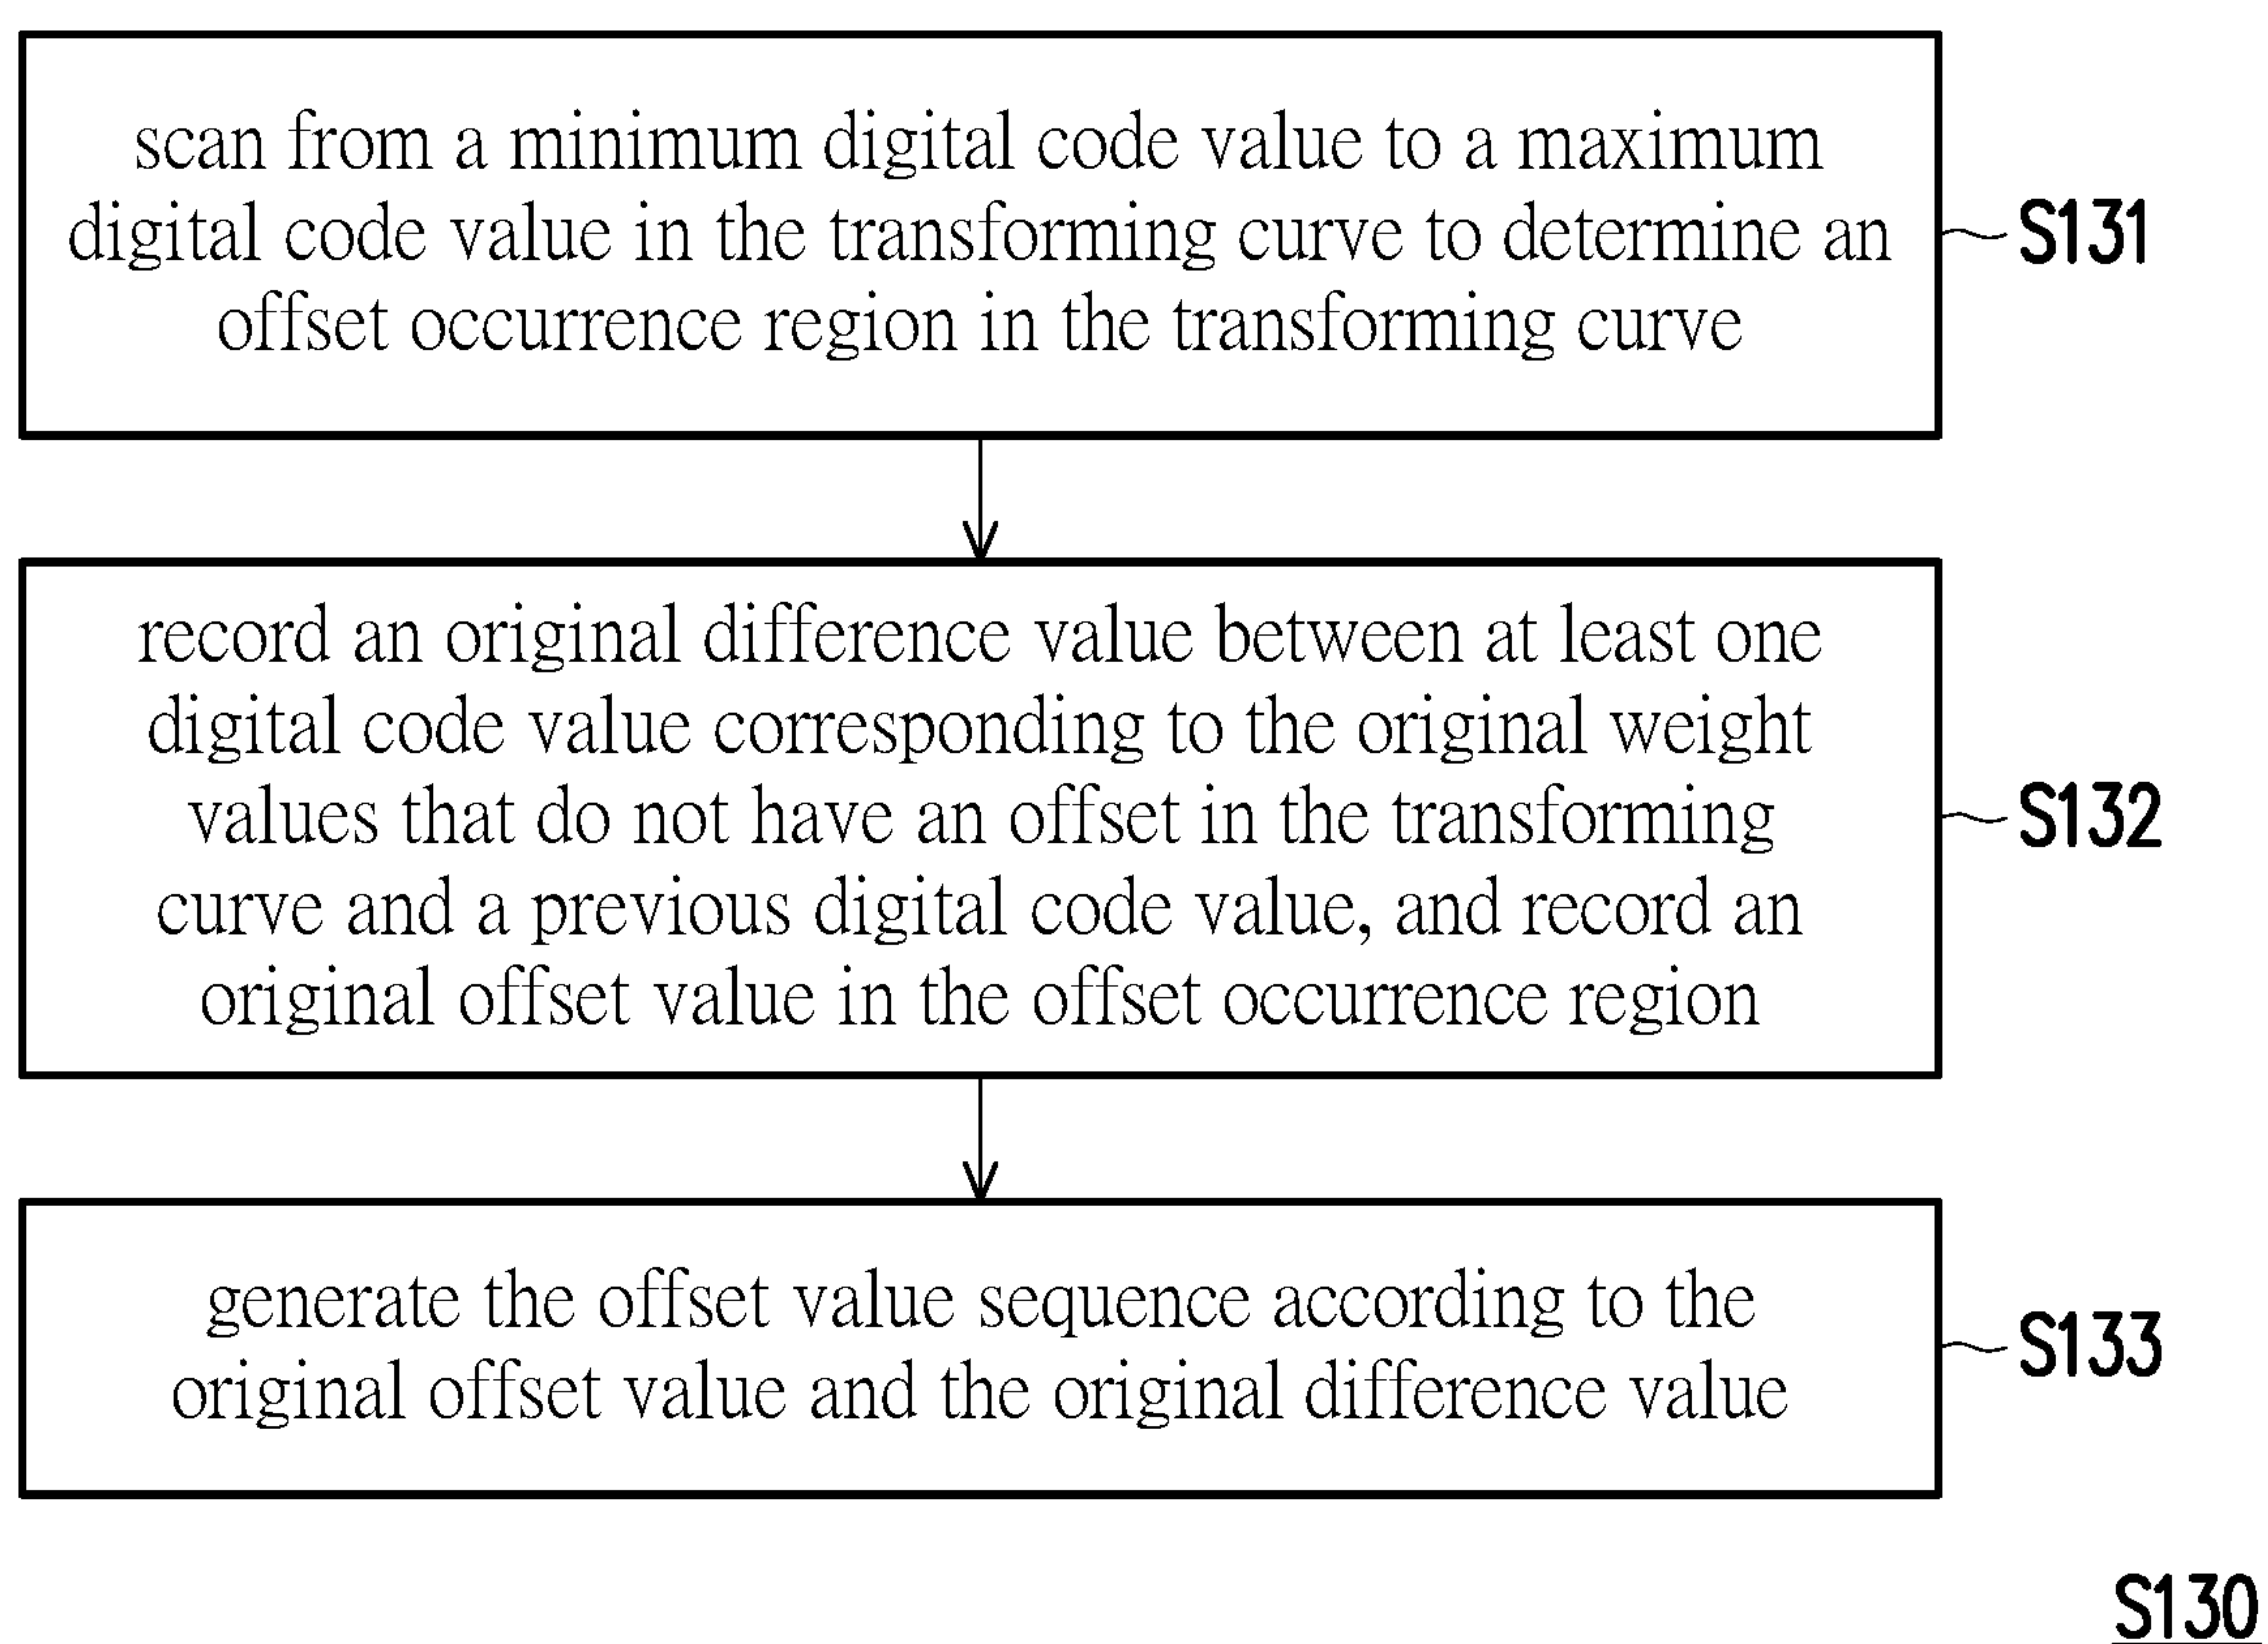 scan from a minimum digital code value to a maximum
digital code value in the transforming curve to determine an
offset occurrence region in the transforming curve
S131
record an original difference value between at least one
digital code value corresponding to the original weight
values that do not have an offset in the transforming
curve and a previous digital code value, and record an
original offset value in the offset occurrence region
S132
generate the offset value sequence according to the
original offset value and the original difference value
S133
S130